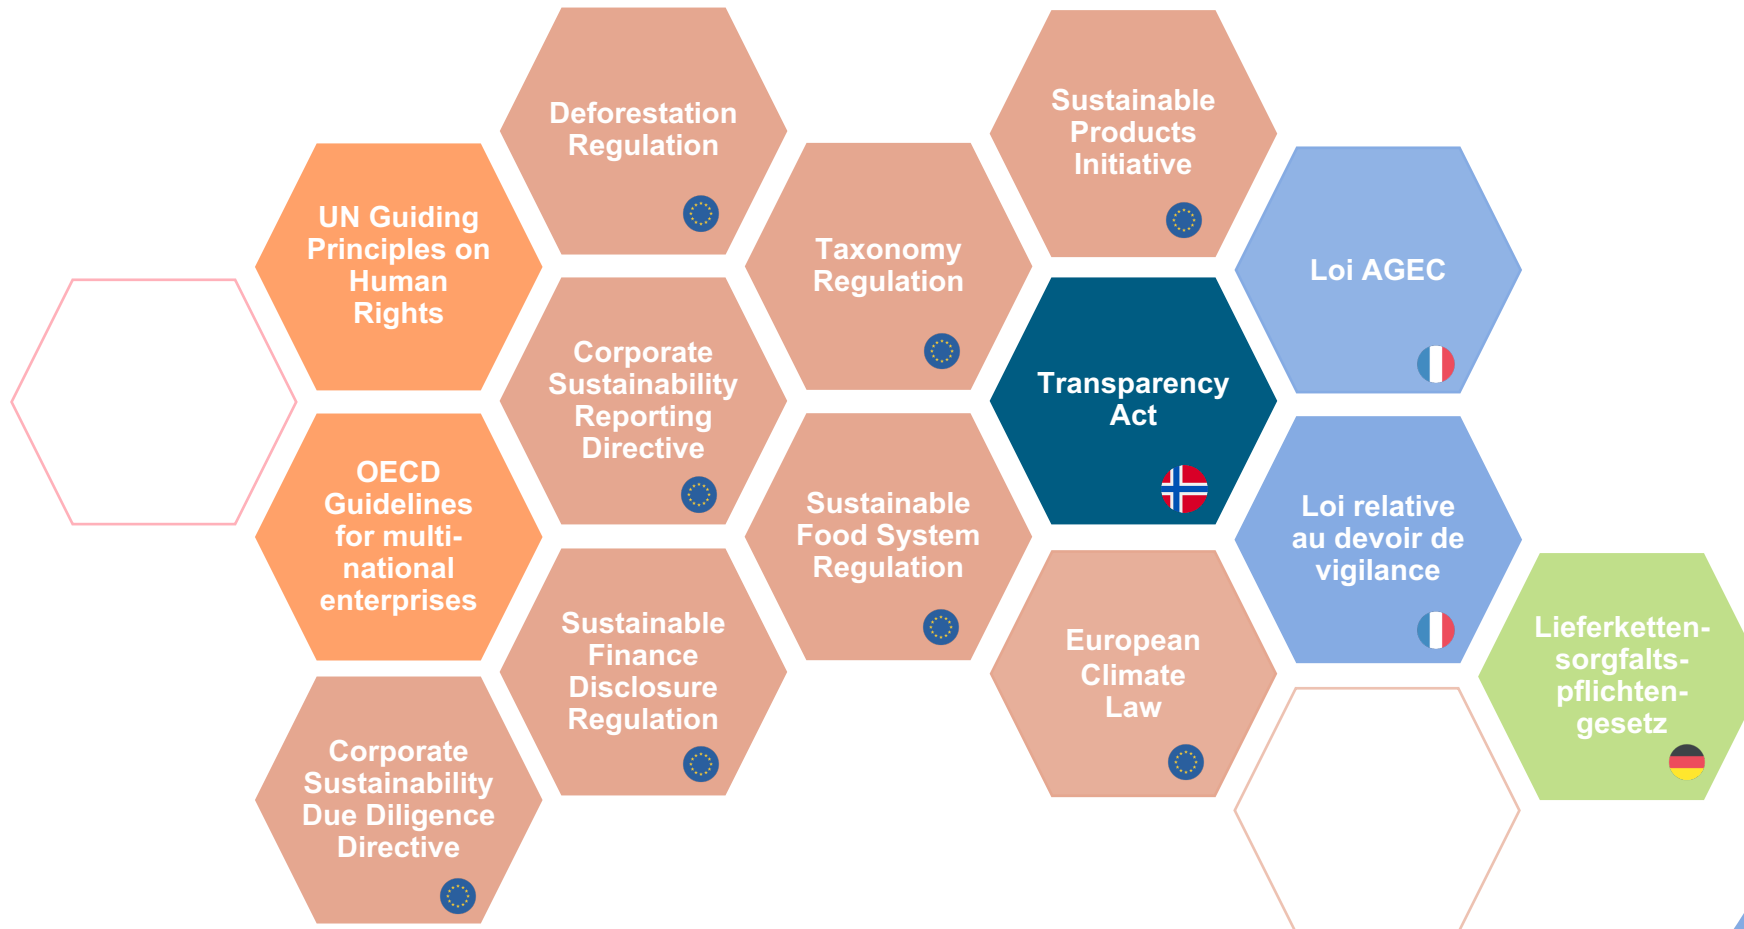 Deforestation
Regulation
Sustainable
Products
Initiative
UN Guiding
Principles on
Human
Rights
Taxonomy
Regulation
Loi AGEC
Corporate
Sustainability
Reporting
Directive
Transparency
Act
OECD
Guidelines
for multi-
national
enterprises
Sustainable
Food System
Regulation
Loi relative
au devoir de
vigilance
Sustainable
Finance
Disclosure
Regulation
European
Climate
Law
Lieferketten-
sorgfalts-
pflichten-
gesetz
Corporate
Sustainability
Due Diligence
Directive